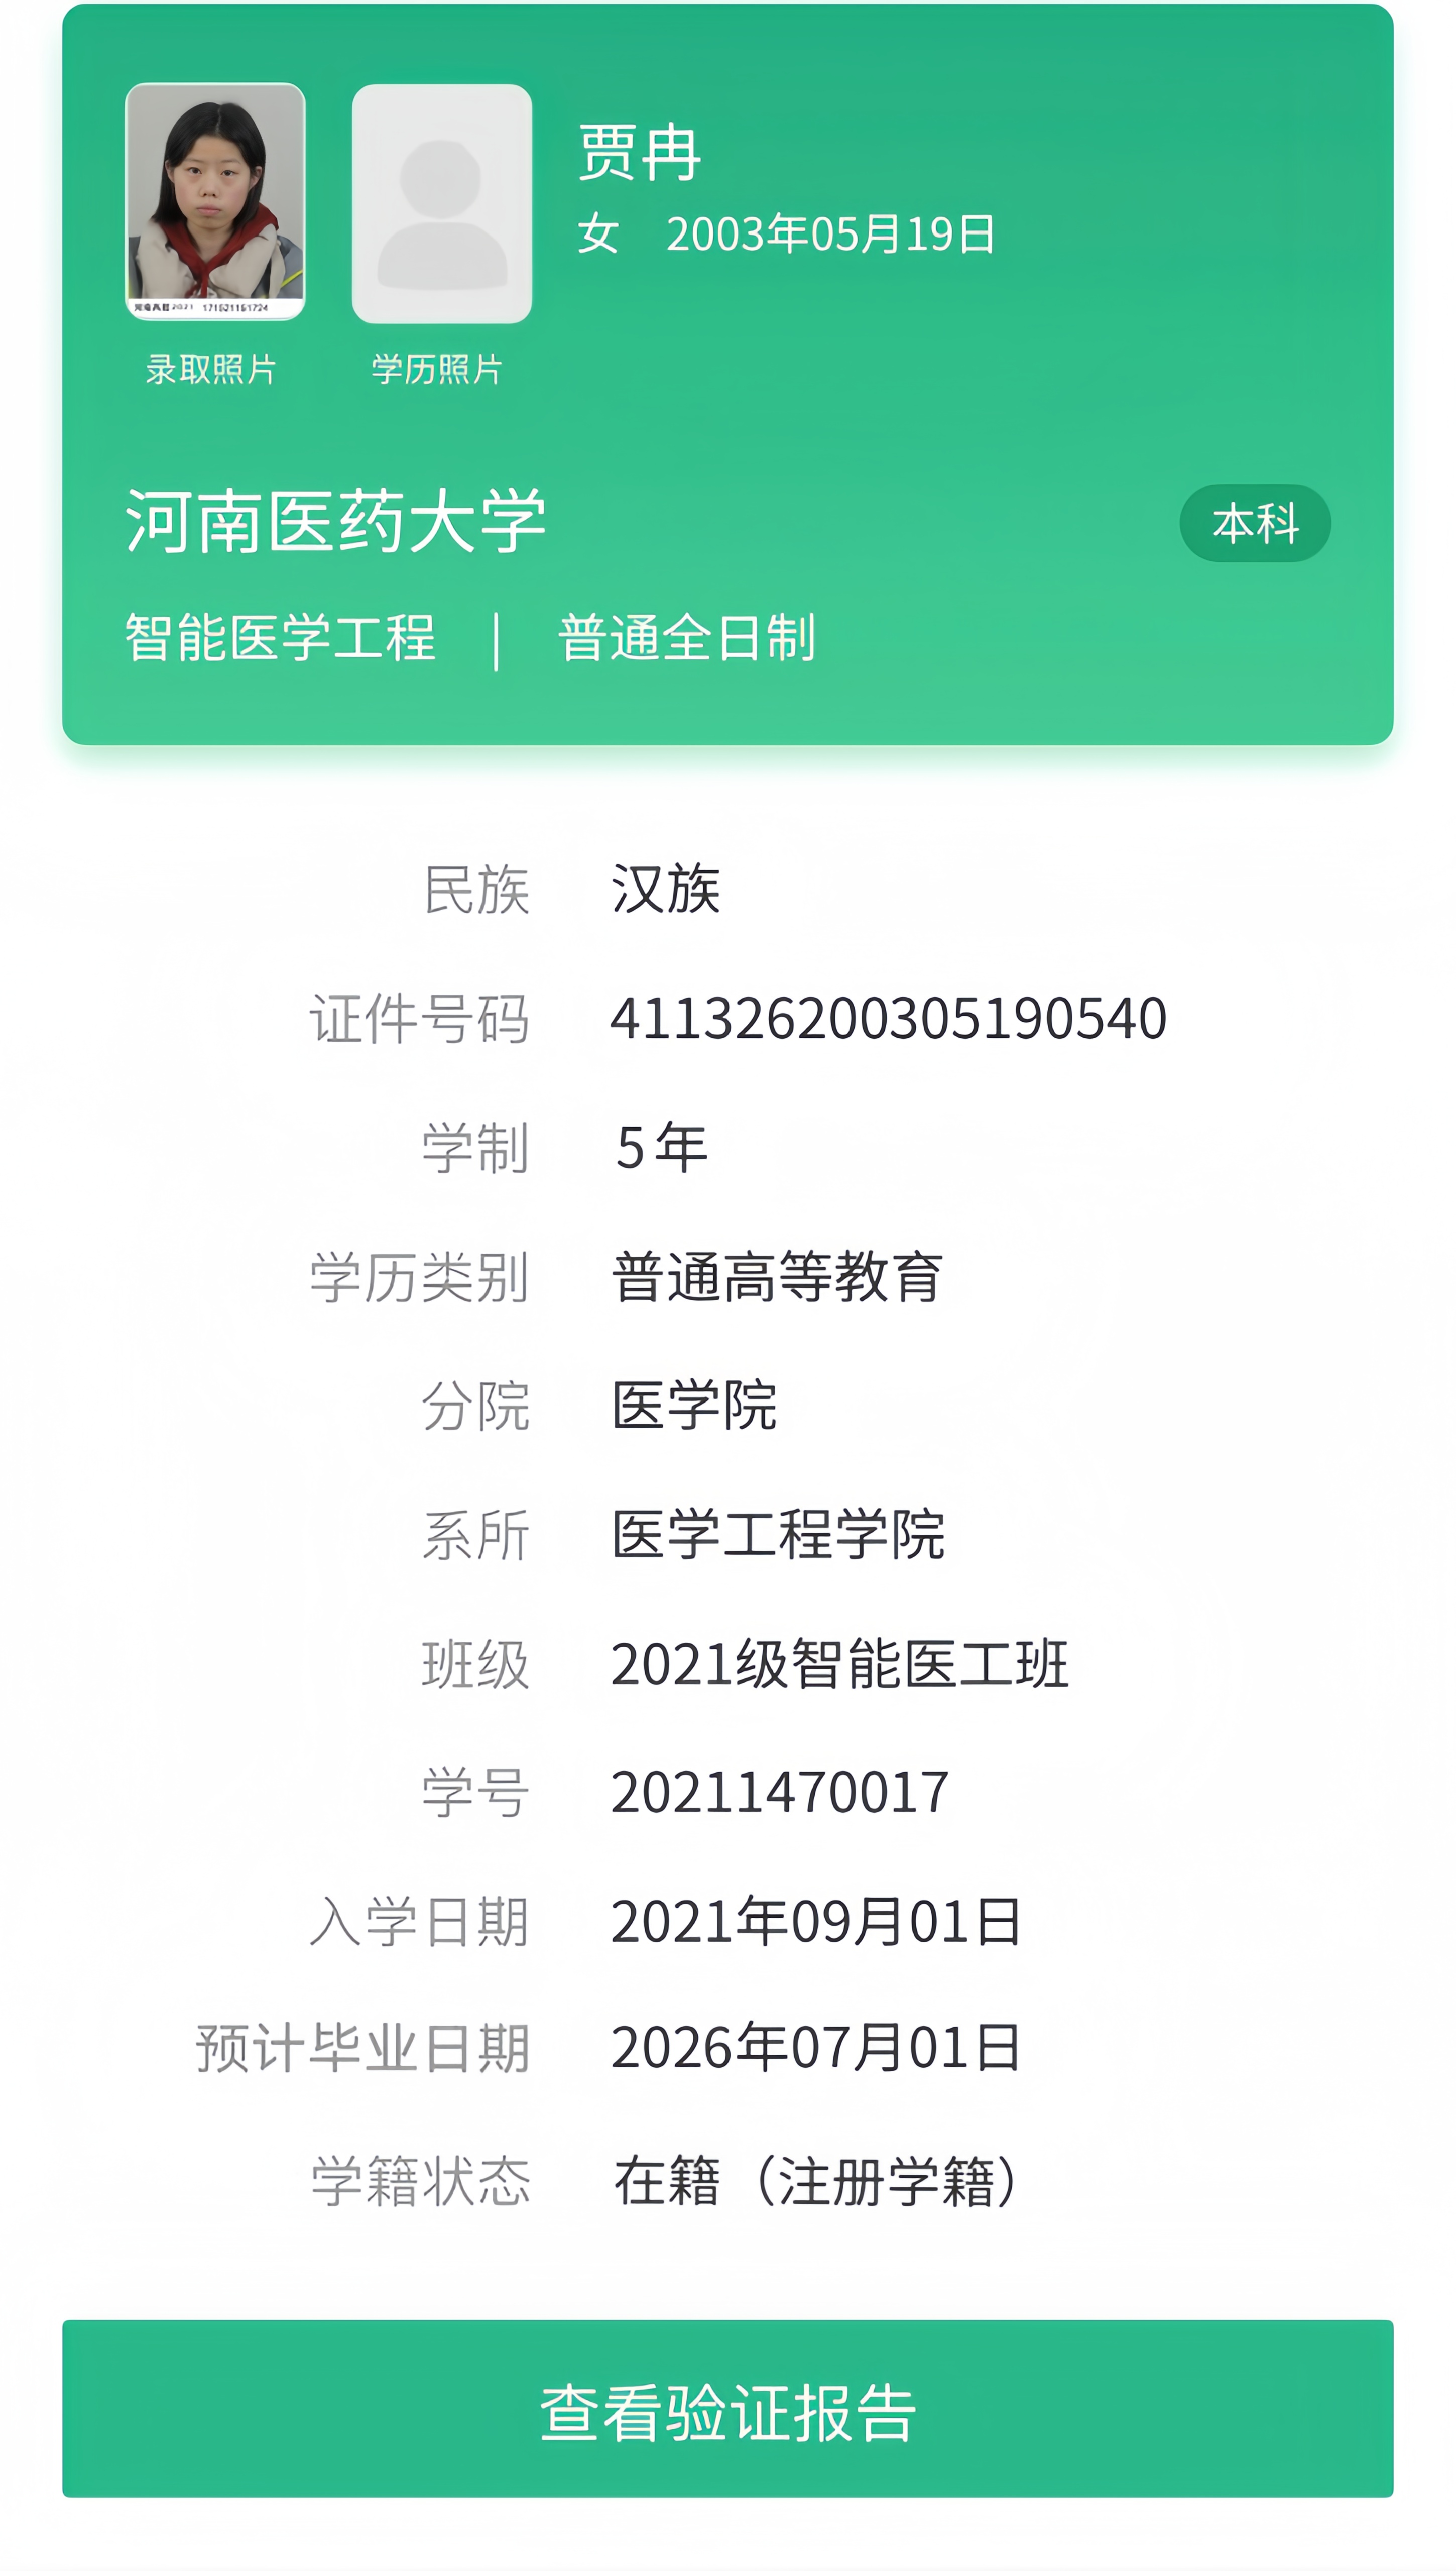 贾冉
女 2003年05月19日
录取照片 学历照片
河南医药大学
本科
智能医学工程 | 普通全日制
民族 汉族
证件号码 411326200305190540
学制 5年
学历类别 普通高等教育
分院 医学院
系所 医学工程学院
班级 2021级智能医工班
学号 20211470017
入学日期 2021年09月01日
预计毕业日期 2026年07月01日
学籍状态 在籍（注册学籍）
查看验证报告